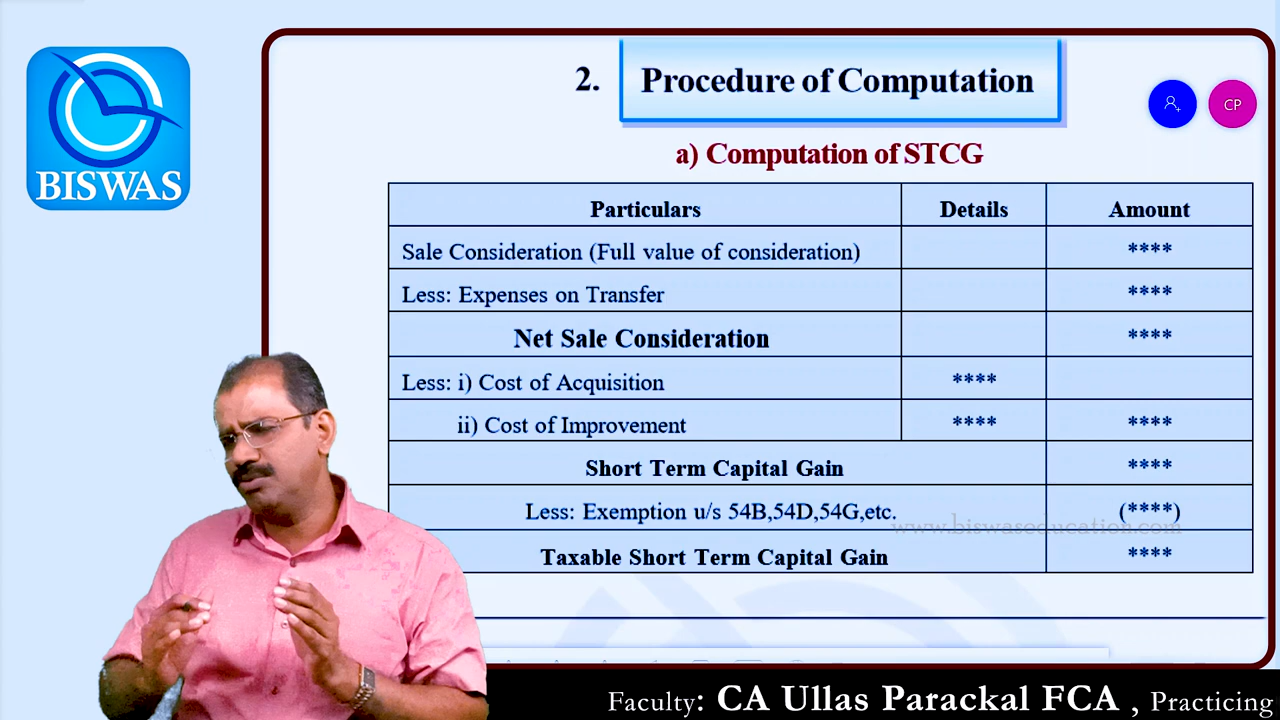 BISWAS
2. Procedure of Computation
CP
a) Computation of STCG
Particulars Details Amount
Sale Consideration (Full value of consideration) ****
Less: Expenses on Transfer ****
Net Sale Consideration ****
Less: i) Cost of Acquisition ****
ii) Cost of Improvement **** ****
Short Term Capital Gain ****
Less: Exemption u/s 54B,54D,54G,etc. (****)
www.biswaseducation.com
Taxable Short Term Capital Gain ****
Faculty: CA Ullas Parackal FCA , Practicing